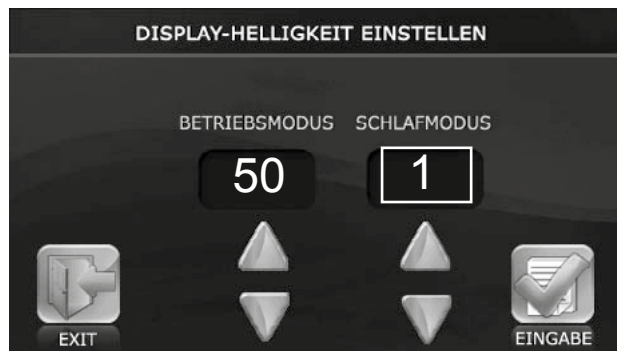 DISPLAY-HELLIGKEIT EINSTELLEN
BETRIEBSMODUS SCHLAFMODUS
50 1
EXIT EINGABE